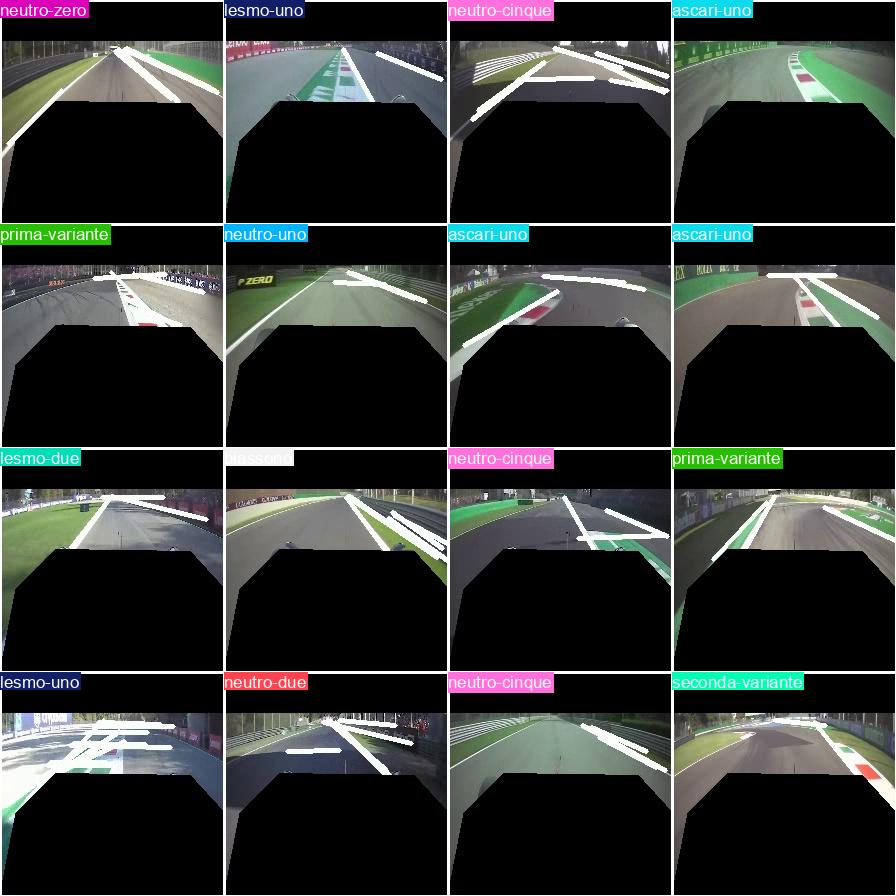 neutro-zero
lesmo-uno
neutro-cinque
ascari-uno
prima-variante
neutro-uno
ascari-uno
ascari-uno
P ZERO
lesmo-due
biassono
neutro-cinque
prima-variante
lesmo-uno
neutro-due
neutro-cinque
seconda-variante